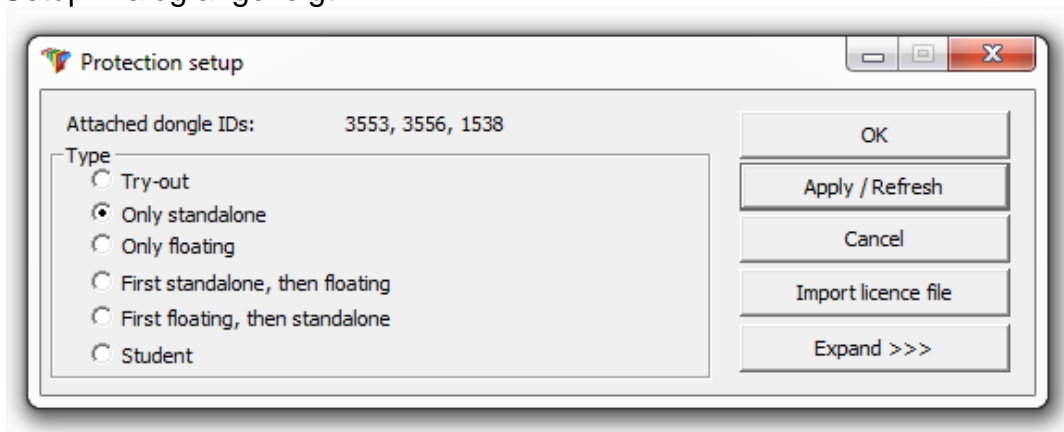 Protection setup
Attached dongle IDs: 3553, 3556, 1538
Type
Try-out
Only standalone
Only floating
First standalone, then floating
First floating, then standalone
Student
OK
Apply / Refresh
Cancel
Import licence file
Expand >>>